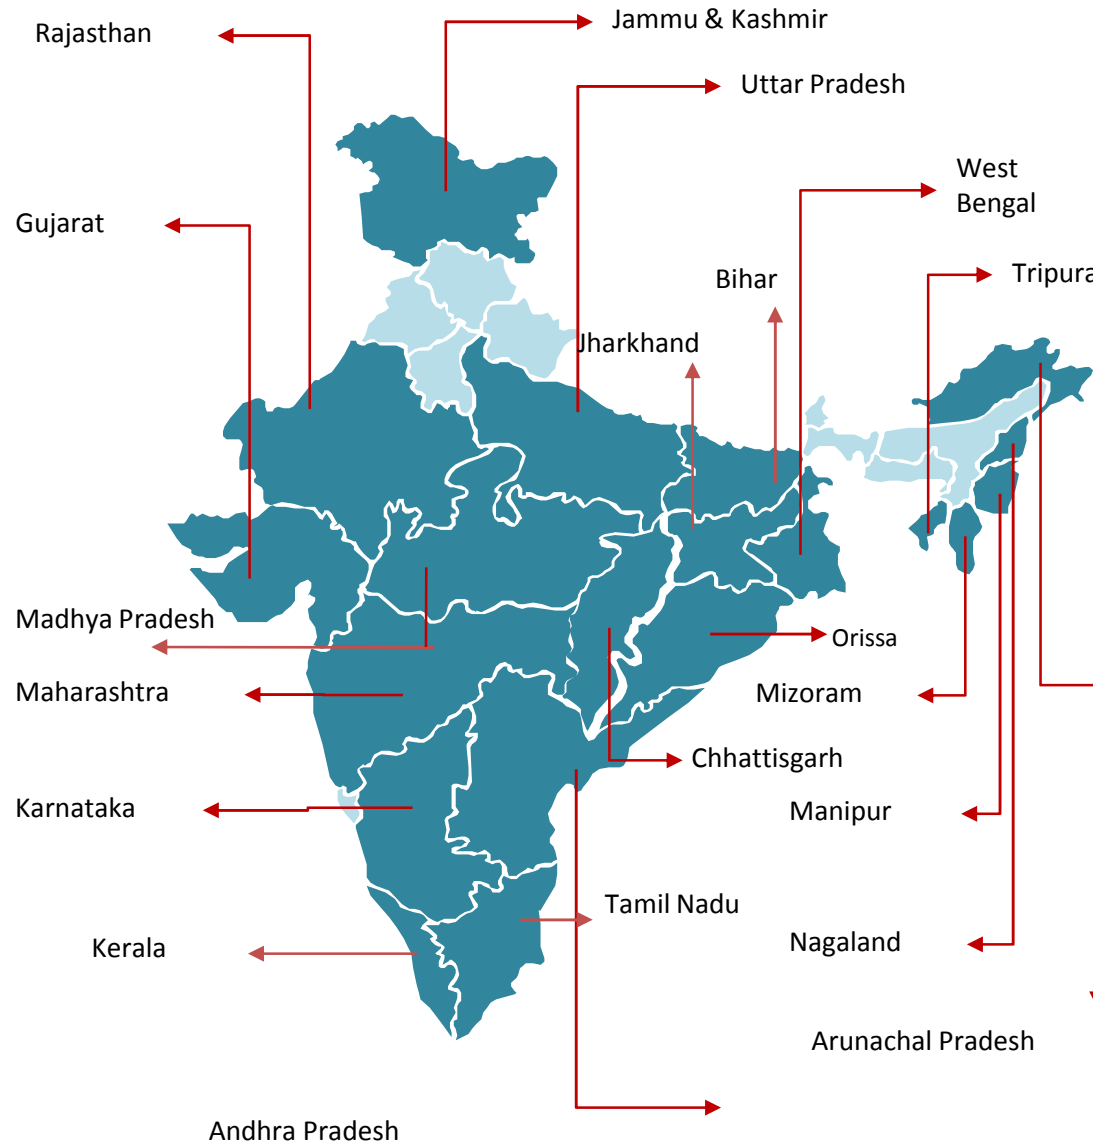 Jammu & Kashmir
Rajasthan
Uttar Pradesh
West
Bengal
Gujarat
Tripura
Bihar
Jharkhand
Madhya Pradesh
Orissa
Maharashtra
Mizoram
Chhattisgarh
Karnataka
Manipur
Tamil Nadu
Nagaland
Kerala
Arunachal Pradesh
Andhra Pradesh